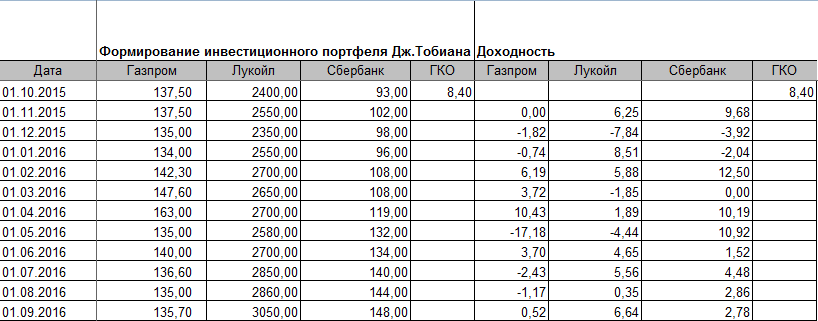 Формирование инвестиционного портфеля Дж.Тобиана Доходность
Дата Газпром Лукойл Сбербанк ГКО Газпром Лукойл Сбербанк ГКО
01.10.2015 137,50 2400,00 93,00 8,40 8,40
01.11.2015 137,50 2550,00 102,00 0,00 6,25 9,68
01.12.2015 135,00 2350,00 98,00 -1,82 -7,84 -3,92
01.01.2016 134,00 2550,00 96,00 -0,74 8,51 -2,04
01.02.2016 142,30 2700,00 108,00 6,19 5,88 12,50
01.03.2016 147,60 2650,00 108,00 3,72 -1,85 0,00
01.04.2016 163,00 2700,00 119,00 10,43 1,89 10,19
01.05.2016 135,00 2580,00 132,00 -17,18 -4,44 10,92
01.06.2016 140,00 2700,00 134,00 3,70 4,65 1,52
01.07.2016 136,60 2850,00 140,00 -2,43 5,56 4,48
01.08.2016 135,00 2860,00 144,00 -1,17 0,35 2,86
01.09.2016 135,70 3050,00 148,00 0,52 6,64 2,78